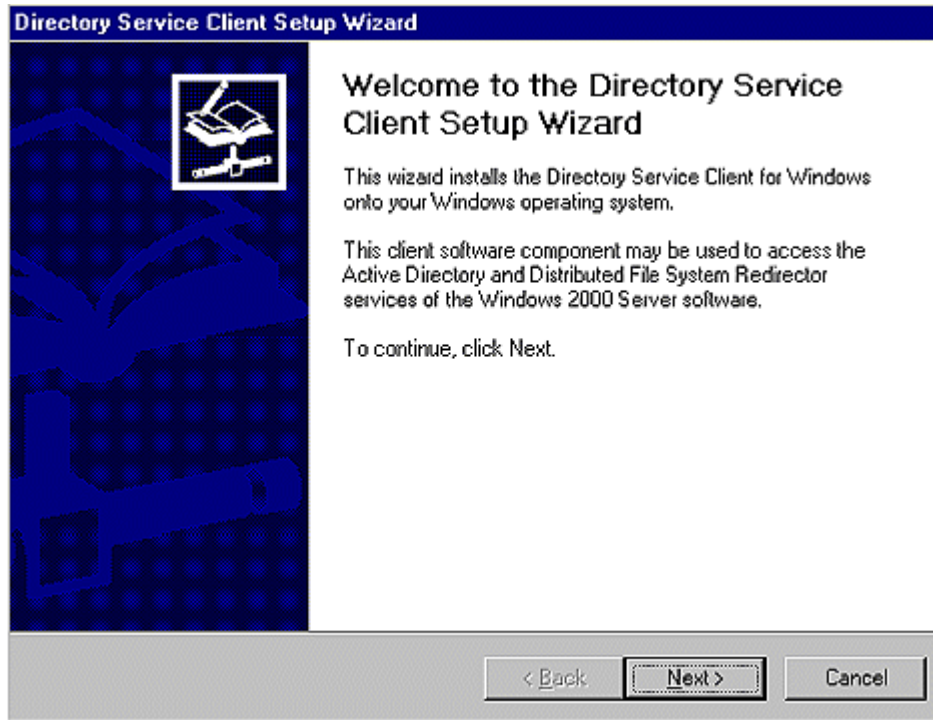 Directory Service Client Setup Wizard
Welcome to the Directory Service
Client Setup Wizard
This wizard installs the Directory Service Client for Windows
onto your Windows operating system.
This client software component may be used to access the
Active Directory and Distributed File System Redirector
services of the Windows 2000 Server software.
To continue, click Next.
< Back
Next >
Cancel